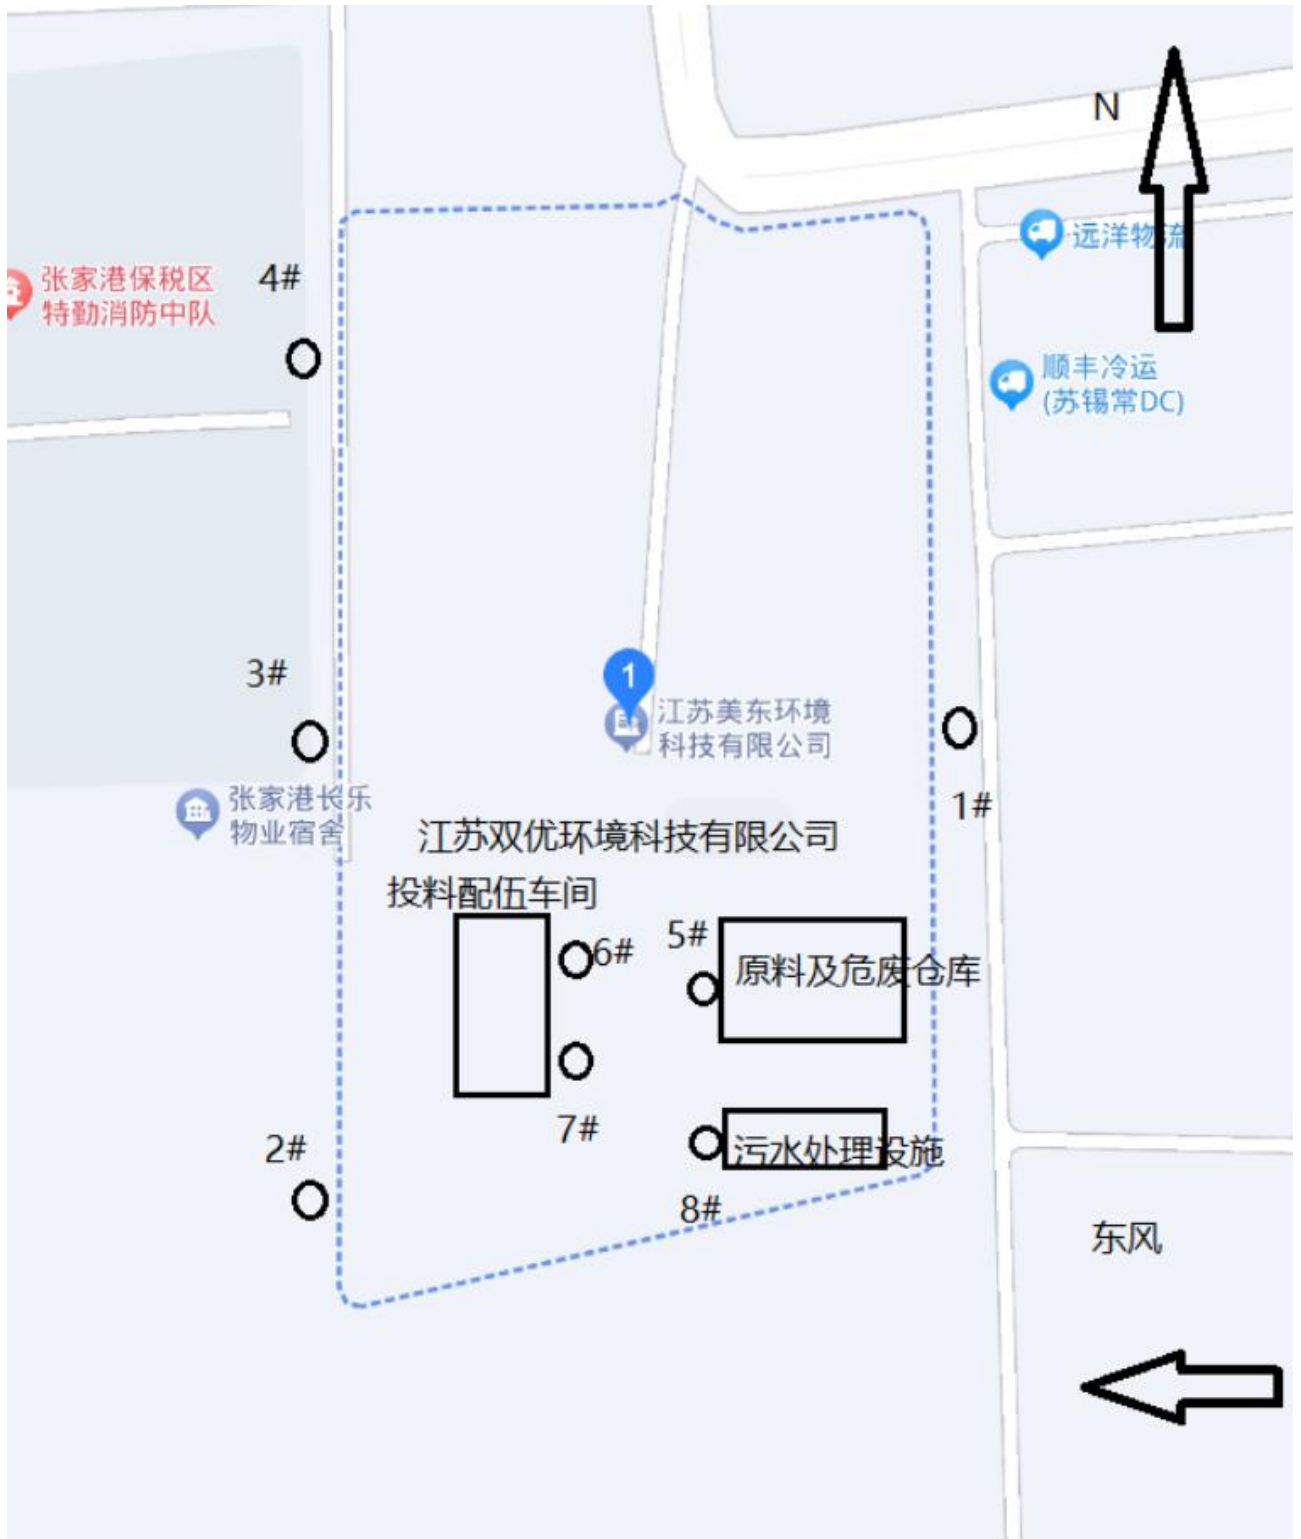 N
远洋物流
4#
张家港保税区
特勤消防中队
顺丰冷运
(苏锡常DC)
3#
1
江苏美东环境
科技有限公司
张家港长乐
物业宿舍
1#
江苏双优环境科技有限公司
投料配伍车间
6#
5#
原料及危废仓库
7#
2#
污水处理设施
8#
东风